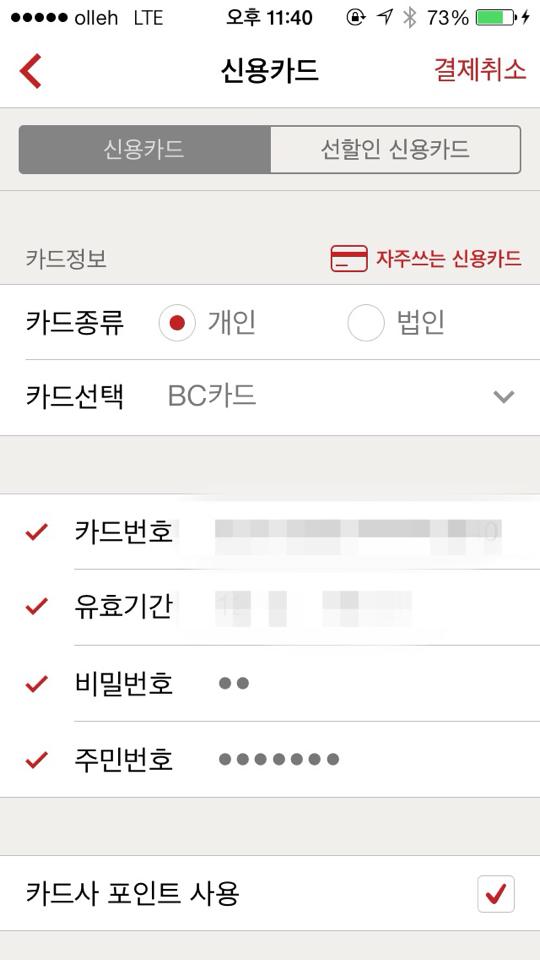 olleh LTE 오후 11:40 73%
신용카드 결제취소
신용카드 선할인 신용카드
카드정보 자주쓰는 신용카드
카드종류 개인 법인
카드선택 BC카드
카드번호
유효기간
비밀번호 ●●
주민번호 ●●●●●●●
카드사 포인트 사용